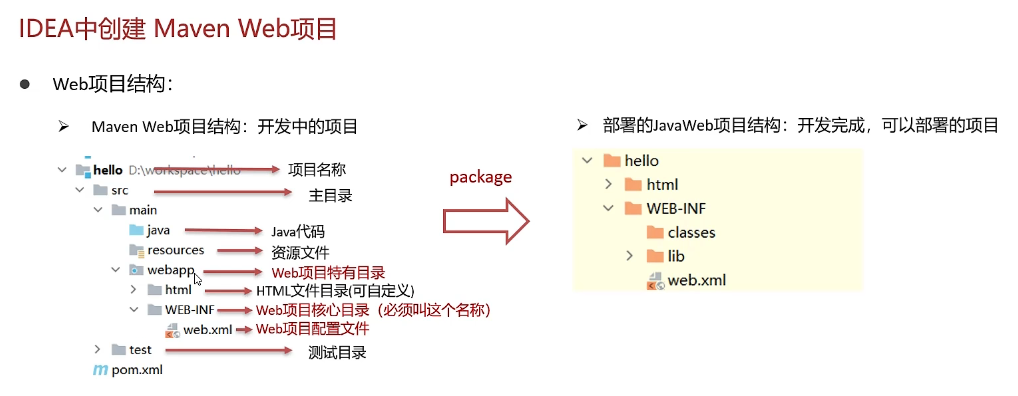 IDEA中创建 Maven Web项目
● Web项目结构：
➢ Maven Web项目结构：开发中的项目
hello D:\workspace\hello 项目名称
src 主目录
main
java Java代码
resources 资源文件
webapp Web项目特有目录
html HTML文件目录(可自定义)
WEB-INF Web项目核心目录（必须叫这个名称）
web.xml Web项目配置文件
test 测试目录
pom.xml
package
➢ 部署的JavaWeb项目结构：开发完成，可以部署的项目
hello
html
WEB-INF
classes
lib
web.xml